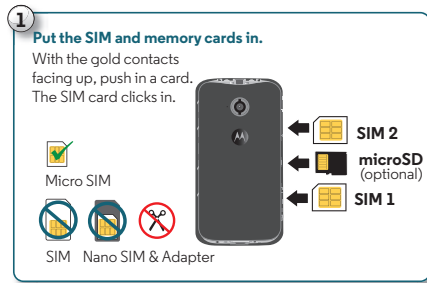 1
Put the SIM and memory cards in.
With the gold contacts
facing up, push in a card.
The SIM card clicks in.
SIM 2
microSD
(optional)
SIM 1
Micro SIM
SIM Nano SIM & Adapter